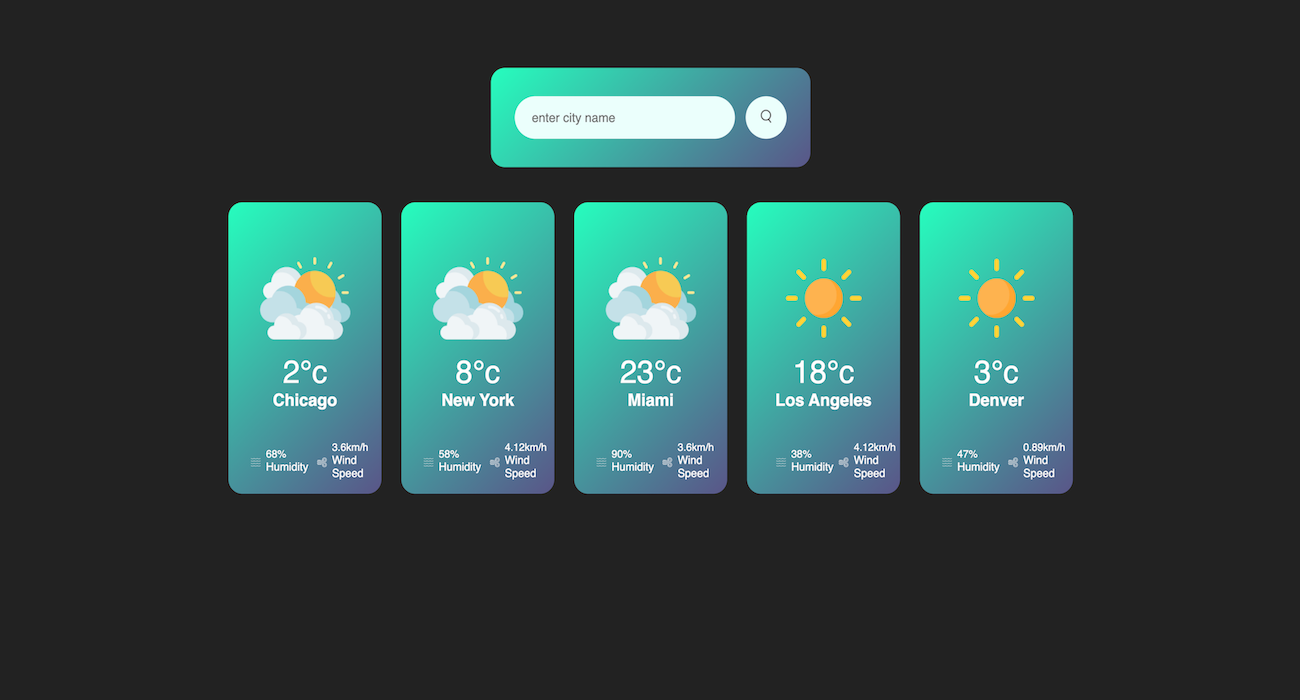 enter city name
2°c
Chicago
68%
Humidity
3.6km/h
Wind
Speed
8°c
New York
58%
Humidity
4.12km/h
Wind
Speed
23°c
Miami
90%
Humidity
3.6km/h
Wind
Speed
18°c
Los Angeles
38%
Humidity
4.12km/h
Wind
Speed
3°c
Denver
47%
Humidity
0.89km/h
Wind
Speed